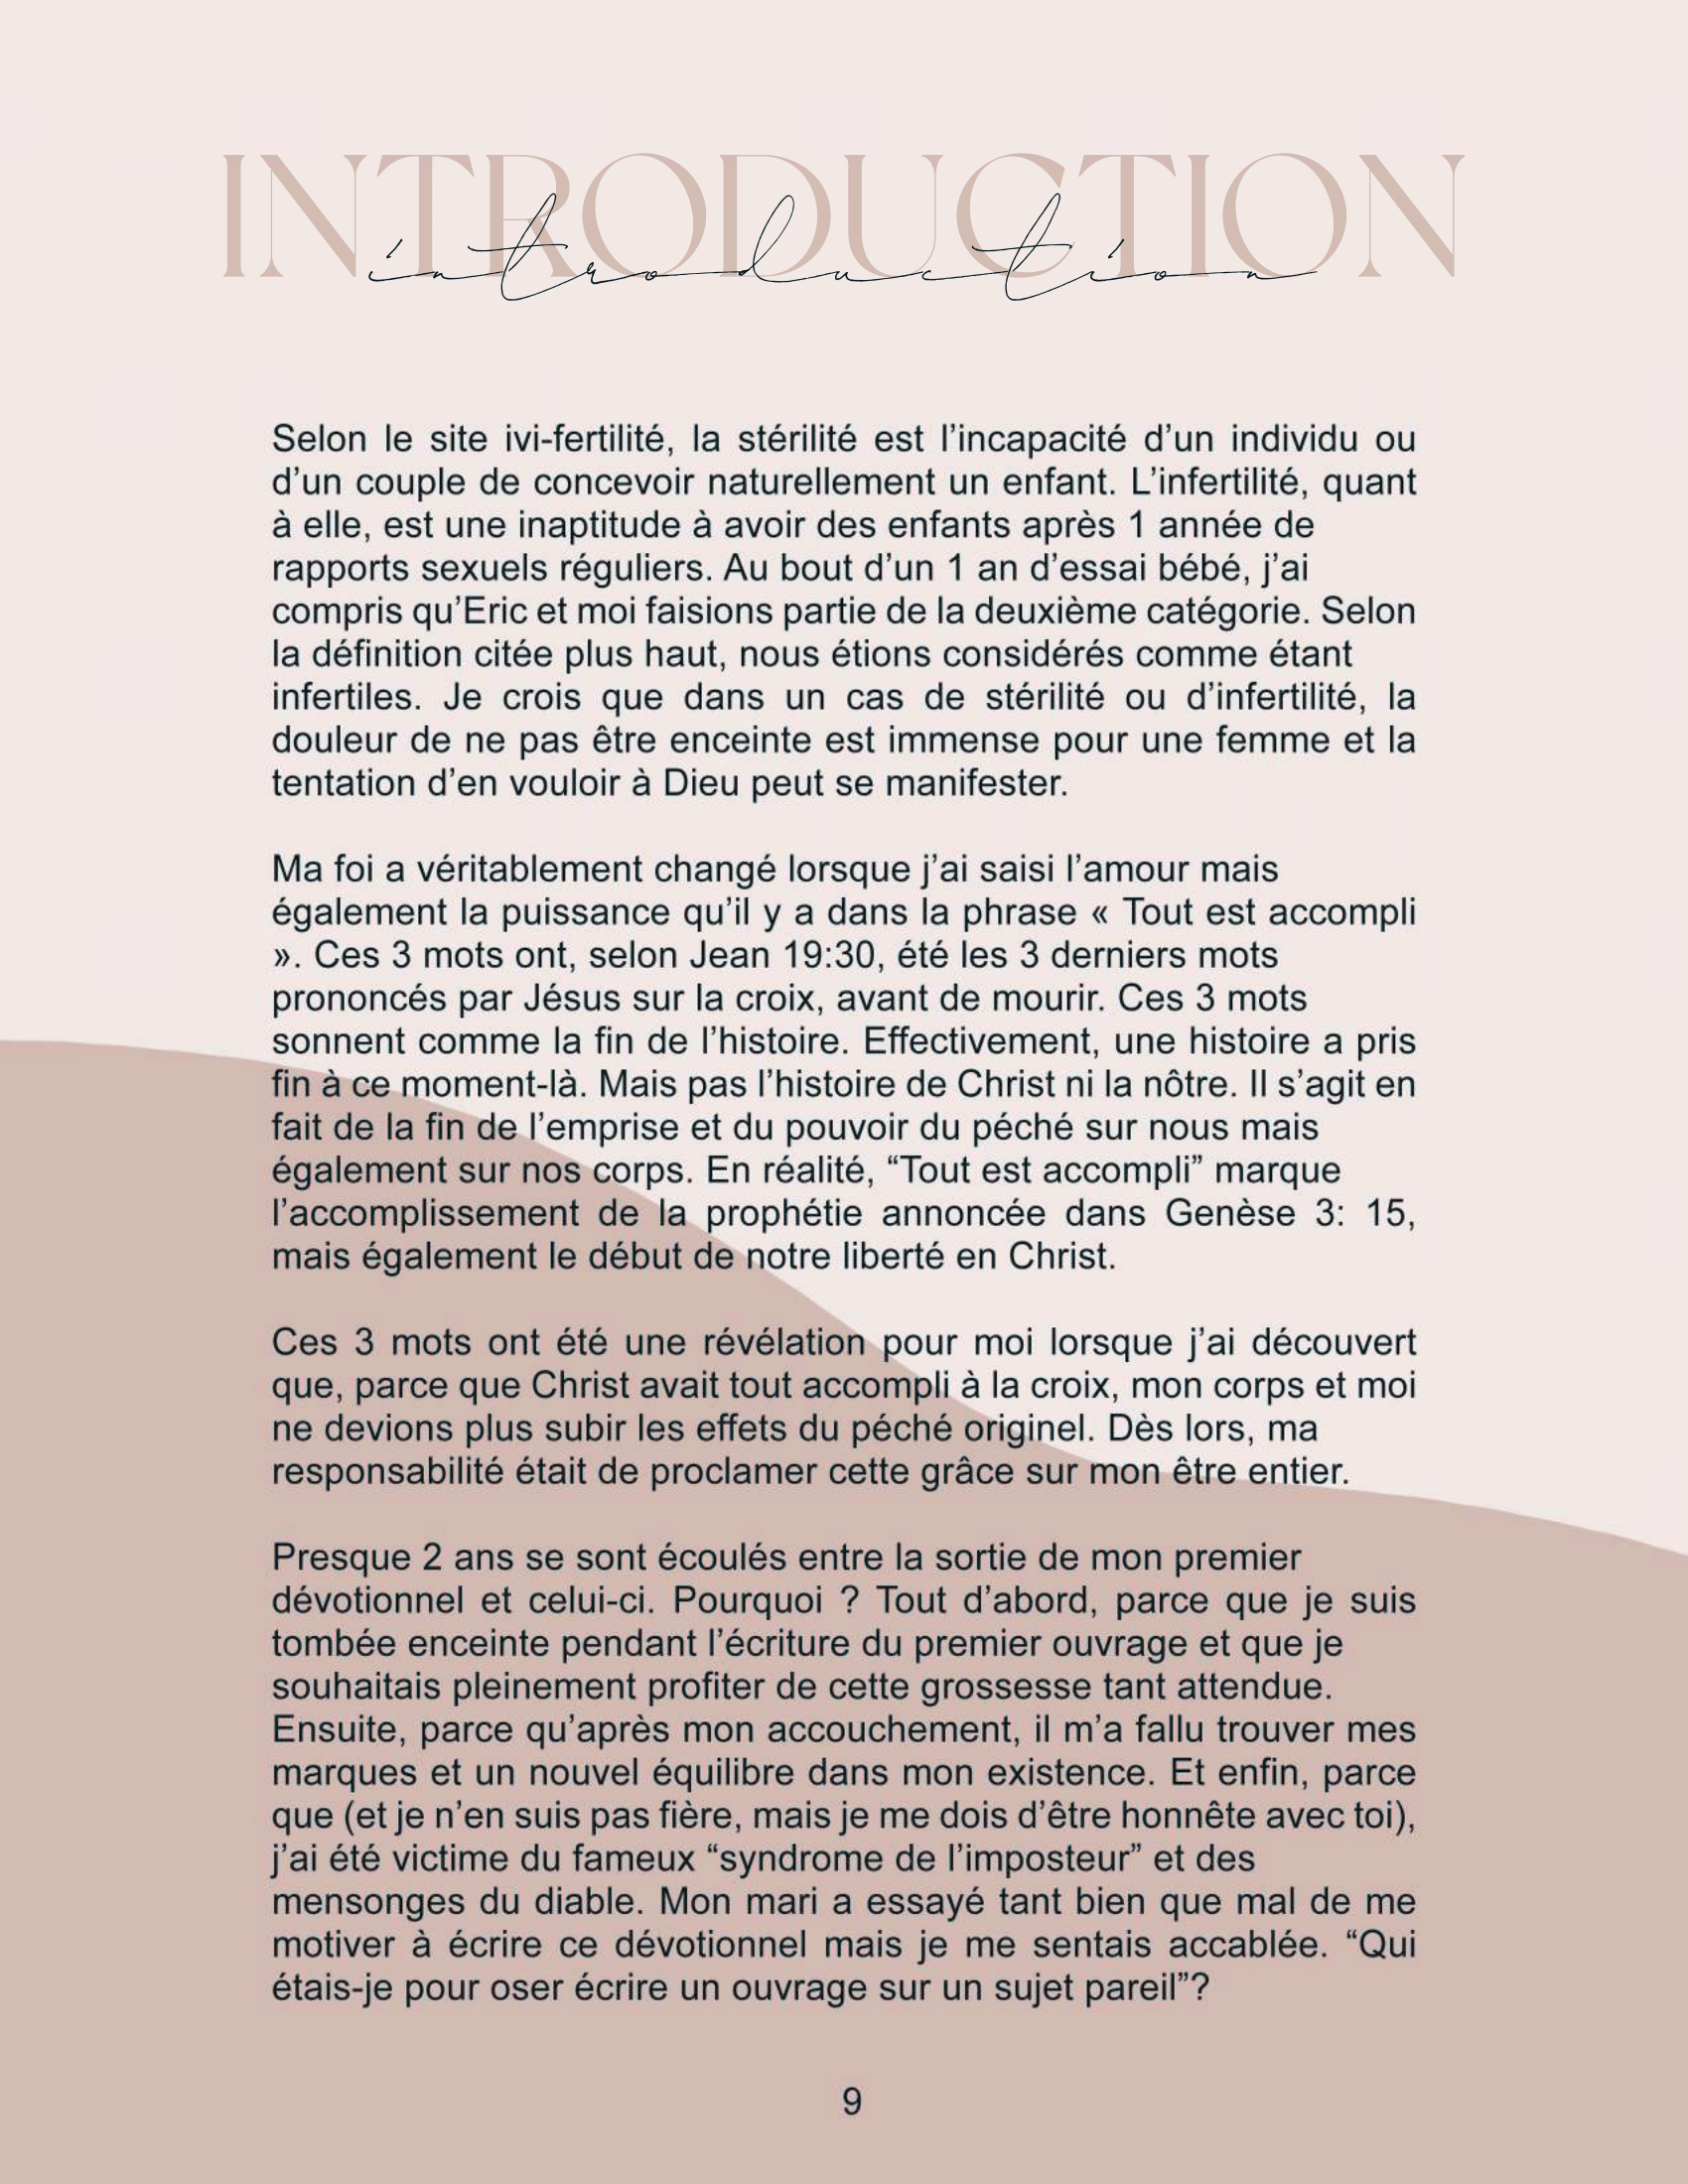 INTRODUCTION
introduction
Selon le site ivi-fertilité, la stérilité est l’incapacité d’un individu ou
d’un couple de concevoir naturellement un enfant. L’infertilité, quant
à elle, est une inaptitude à avoir des enfants après 1 année de
rapports sexuels réguliers. Au bout d’un 1 an d’essai bébé, j’ai
compris qu’Eric et moi faisions partie de la deuxième catégorie. Selon
la définition citée plus haut, nous étions considérés comme étant
infertiles. Je crois que dans un cas de stérilité ou d’infertilité, la
douleur de ne pas être enceinte est immense pour une femme et la
tentation d’en vouloir à Dieu peut se manifester.
Ma foi a véritablement changé lorsque j’ai saisi l’amour mais
également la puissance qu’il y a dans la phrase « Tout est accompli
». Ces 3 mots ont, selon Jean 19:30, été les 3 derniers mots
prononcés par Jésus sur la croix, avant de mourir. Ces 3 mots
sonnent comme la fin de l’histoire. Effectivement, une histoire a pris
fin à ce moment-là. Mais pas l’histoire de Christ ni la nôtre. Il s’agit en
fait de la fin de l’emprise et du pouvoir du péché sur nous mais
également sur nos corps. En réalité, “Tout est accompli” marque
l’accomplissement de la prophétie annoncée dans Genèse 3: 15,
mais également le début de notre liberté en Christ.
Ces 3 mots ont été une révélation pour moi lorsque j’ai découvert
que, parce que Christ avait tout accompli à la croix, mon corps et moi
ne devions plus subir les effets du péché originel. Dès lors, ma
responsabilité était de proclamer cette grâce sur mon être entier.
Presque 2 ans se sont écoulés entre la sortie de mon premier
dévotionnel et celui-ci. Pourquoi ? Tout d’abord, parce que je suis
tombée enceinte pendant l’écriture du premier ouvrage et que je
souhaitais pleinement profiter de cette grossesse tant attendue.
Ensuite, parce qu’après mon accouchement, il m’a fallu trouver mes
marques et un nouvel équilibre dans mon existence. Et enfin, parce
que (et je n’en suis pas fière, mais je me dois d’être honnête avec toi),
j’ai été victime du fameux “syndrome de l’imposteur” et des
mensonges du diable. Mon mari a essayé tant bien que mal de me
motiver à écrire ce dévotionnel mais je me sentais accablée. “Qui
étais-je pour oser écrire un ouvrage sur un sujet pareil”?
9